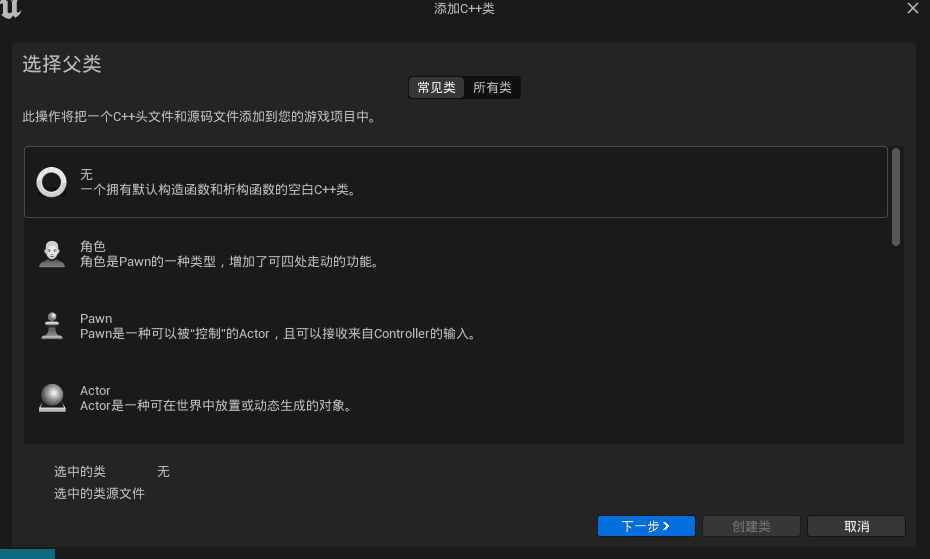 添加C++类
选择父类
常见类 所有类
此操作将把一个C++头文件和源码文件添加到您的游戏项目中。
无
一个拥有默认构造函数和析构函数的空白C++类。
角色
角色是Pawn的一种类型，增加了可四处走动的功能。
Pawn
Pawn是一种可以被"控制"的Actor，且可以接收来自Controller的输入。
Actor
Actor是一种可在世界中放置或动态生成的对象。
选中的类 无
选中的类源文件
下一步 创建类 取消